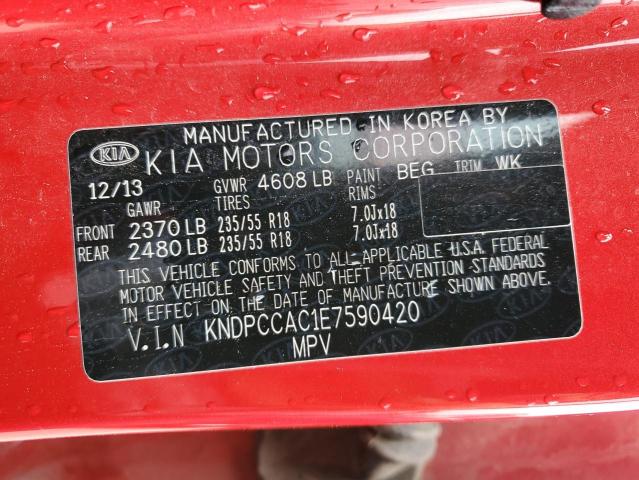 MANUFACTURED IN KOREA BY
KIA KIA MOTORS CORPORATION
12/13 GVWR 4608 LB PAINT BEG TRIM WK
GAWR TIRES RIMS
FRONT 2370 LB 235/55 R18 7.0Jx18
REAR 2480 LB 235/55 R18 7.0Jx18
THIS VEHICLE CONFORMS TO ALL APPLICABLE U.S.A. FEDERAL
MOTOR VEHICLE SAFETY AND THEFT PREVENTION STANDARDS
IN EFFECT ON THE DATE OF MANUFACTURE SHOWN ABOVE.
V.I.N KNDPCCAC1E7590420
MPV